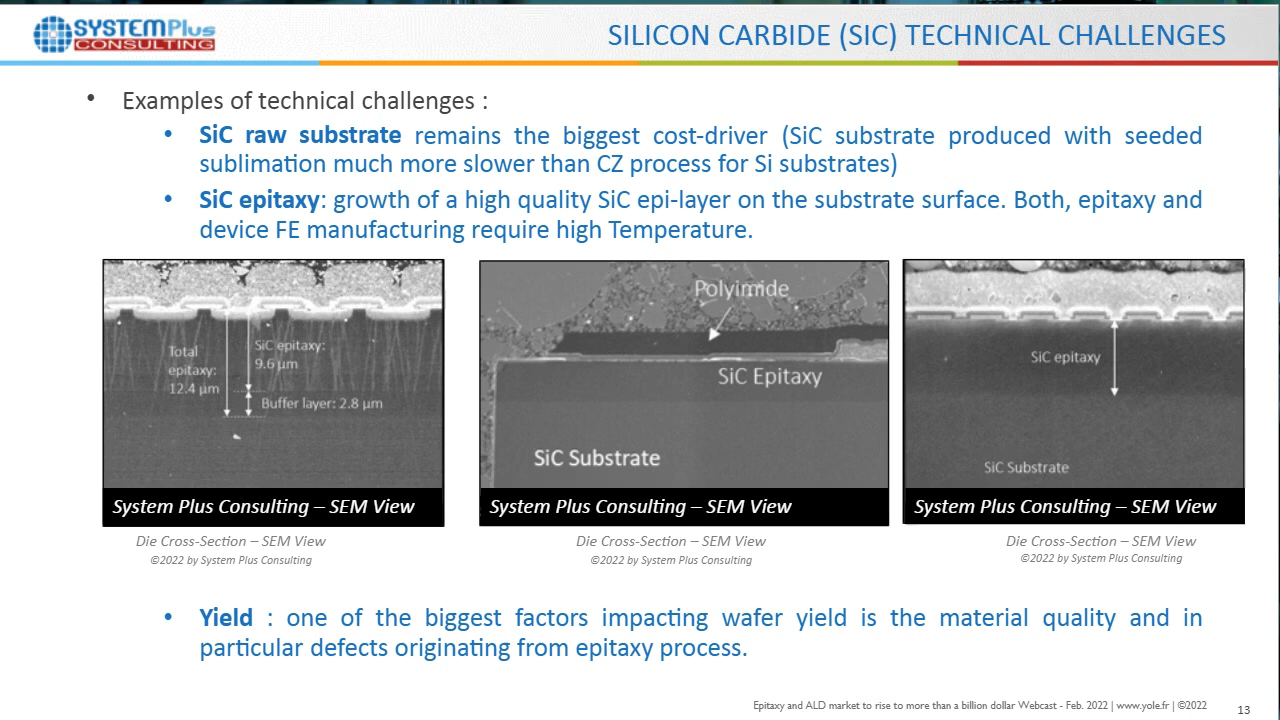 SYSTEMPlus
CONSULTING
SILICON CARBIDE (SIC) TECHNICAL CHALLENGES
• Examples of technical challenges :
• SiC raw substrate remains the biggest cost-driver (SiC substrate produced with seeded
sublimation much more slower than CZ process for Si substrates)
• SiC epitaxy: growth of a high quality SiC epi-layer on the substrate surface. Both, epitaxy and
device FE manufacturing require high Temperature.
Total
epitaxy:
12.4 µm
SiC epitaxy:
9.6 µm
Buffer layer: 2.8 µm
System Plus Consulting – SEM View
Die Cross-Section – SEM View
©2022 by System Plus Consulting
Polyimide
SiC Epitaxy
SiC Substrate
System Plus Consulting – SEM View
Die Cross-Section – SEM View
©2022 by System Plus Consulting
SiC epitaxy
SiC Substrate
System Plus Consulting – SEM View
Die Cross-Section – SEM View
©2022 by System Plus Consulting
• Yield : one of the biggest factors impacting wafer yield is the material quality and in
particular defects originating from epitaxy process.
Epitaxy and ALD market to rise to more than a billion dollar Webcast - Feb. 2022 | www.yole.fr | ©2022
13